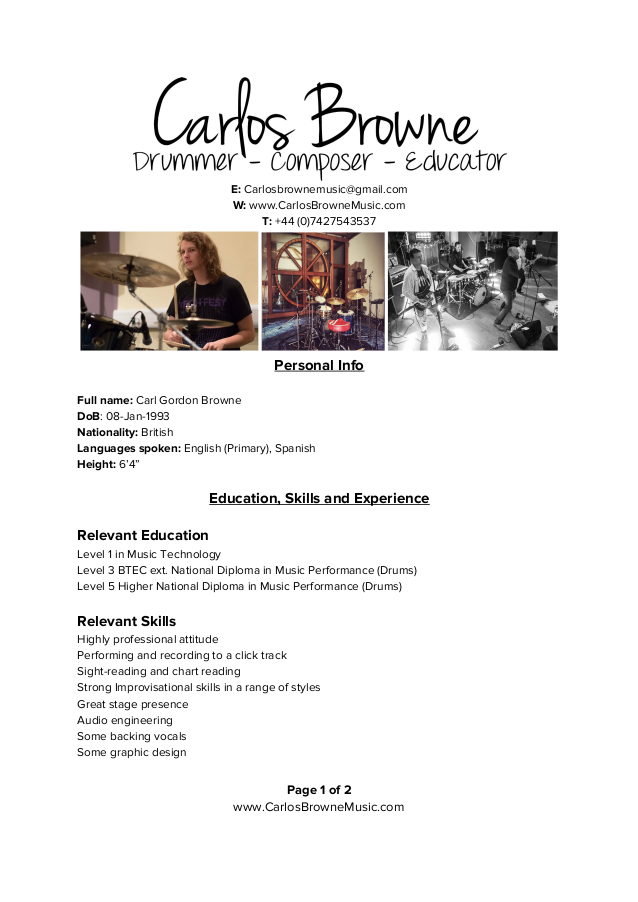 Carlos Browne
Drummer - Composer - Educator
E: Carlosbrownemusic@gmail.com
W: www.CarlosBrowneMusic.com
T: +44 (0)7427543537
Personal Info
Full name: Carl Gordon Browne
DoB: 08-Jan-1993
Nationality: British
Languages spoken: English (Primary), Spanish
Height: 6'4"
Education, Skills and Experience
Relevant Education
Level 1 in Music Technology
Level 3 BTEC ext. National Diploma in Music Performance (Drums)
Level 5 Higher National Diploma in Music Performance (Drums)
Relevant Skills
Highly professional attitude
Performing and recording to a click track
Sight-reading and chart reading
Strong Improvisational skills in a range of styles
Great stage presence
Audio engineering
Some backing vocals
Some graphic design
Page 1 of 2
www.CarlosBrowneMusic.com